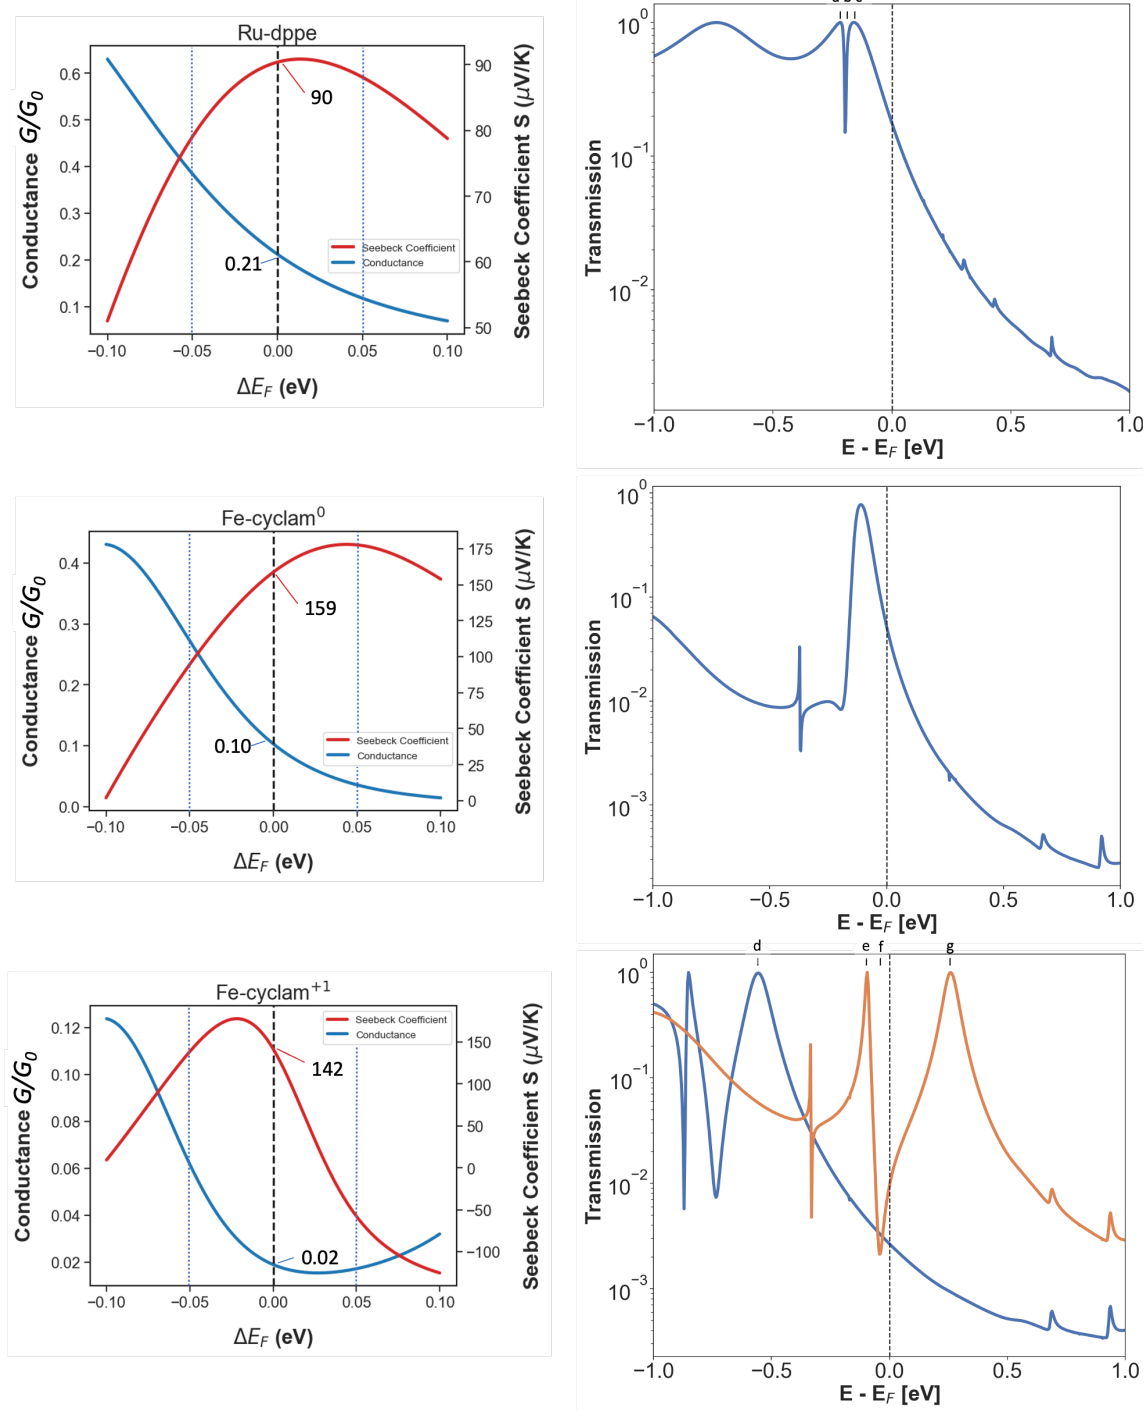 Ru-dppe
Conductance G/G0
Seebeck Coefficient S (μV/K)
0.6
0.5
0.4
0.3
0.2
0.1
90
80
70
60
50
90
0.21
Seebeck Coefficient
Conductance
−0.10 −0.05 0.00 0.05 0.10
ΔEF (eV)
a b c
Transmission
10^0
10^−1
10^−2
−1.0 −0.5 0.0 0.5 1.0
E - EF [eV]
Fe-cyclam^0
Conductance G/G0
Seebeck Coefficient S (μV/K)
0.4
0.3
0.2
0.1
0.0
175
150
125
100
75
50
25
0
159
0.10
Seebeck Coefficient
Conductance
−0.10 −0.05 0.00 0.05 0.10
ΔEF (eV)
Transmission
10^0
10^−1
10^−2
10^−3
−1.0 −0.5 0.0 0.5 1.0
E - EF [eV]
Fe-cyclam^+1
Conductance G/G0
Seebeck Coefficient S (μV/K)
0.12
0.10
0.08
0.06
0.04
0.02
150
100
50
0
−50
−100
Seebeck Coefficient
Conductance
142
0.02
−0.10 −0.05 0.00 0.05 0.10
ΔEF (eV)
d e f g
Transmission
10^0
10^−1
10^−2
10^−3
−1.0 −0.5 0.0 0.5 1.0
E - EF [eV]